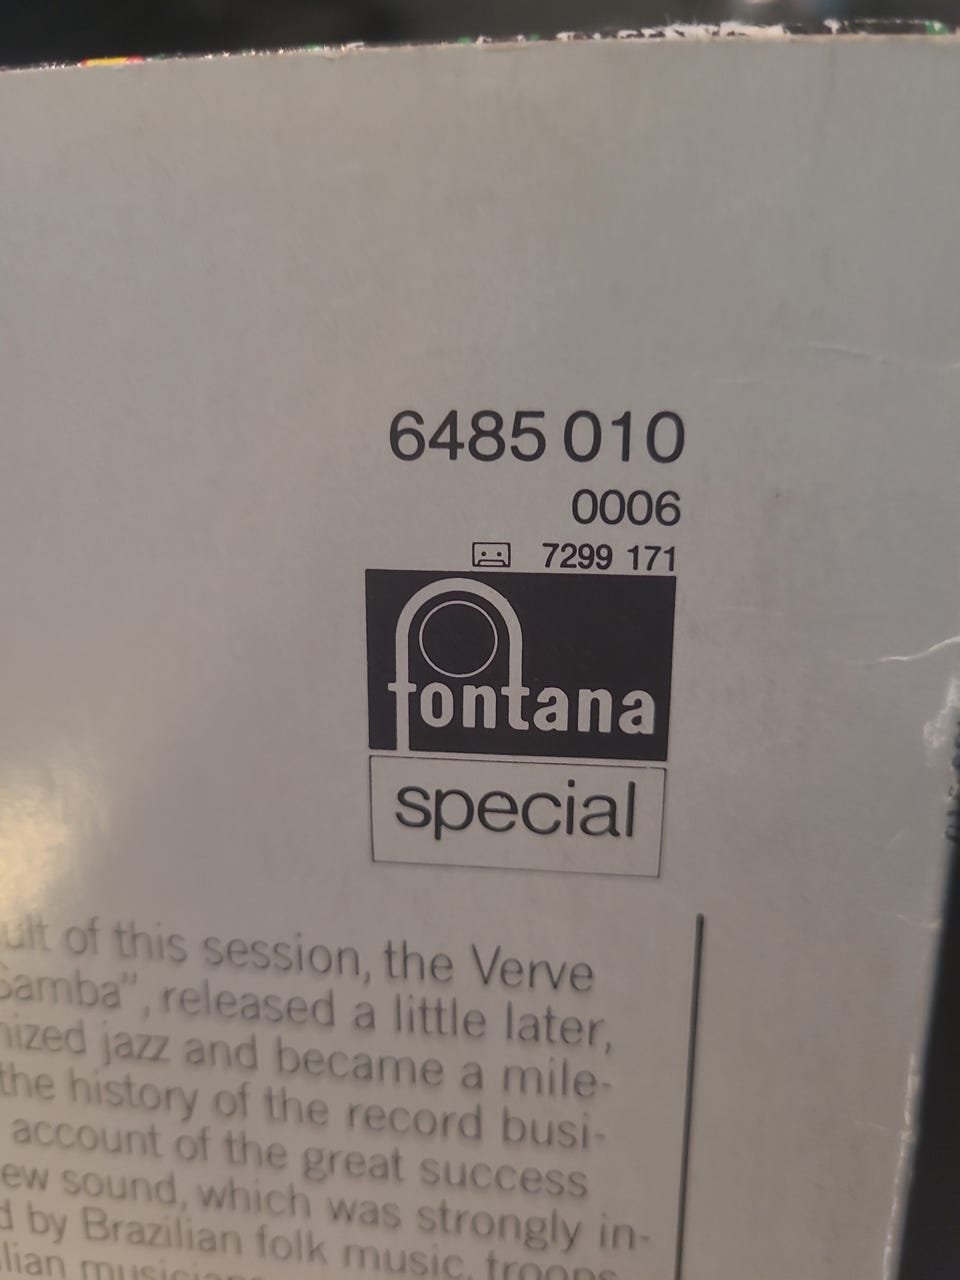 6485 010
0006
7299 171
fontana
special
of this session, the Verve
Samba", released a little later,
jazz and became a mile-
the history of the record busi-
account of the great success
sound, which was strongly in-
by Brazilian folk music, troops